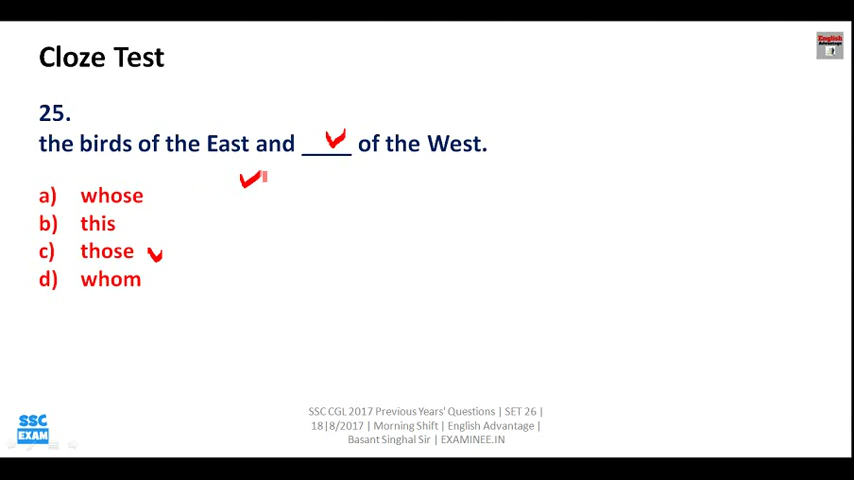 Cloze Test
English
Advantage
25.
the birds of the East and ____ of the West.
a) whose
b) this
c) those
d) whom
SSC
EXAM
SSC CGL 2017 Previous Years' Questions | SET 26 |
18|8/2017 | Morning Shift | English Advantage |
Basant Singhal Sir | EXAMINEE.IN